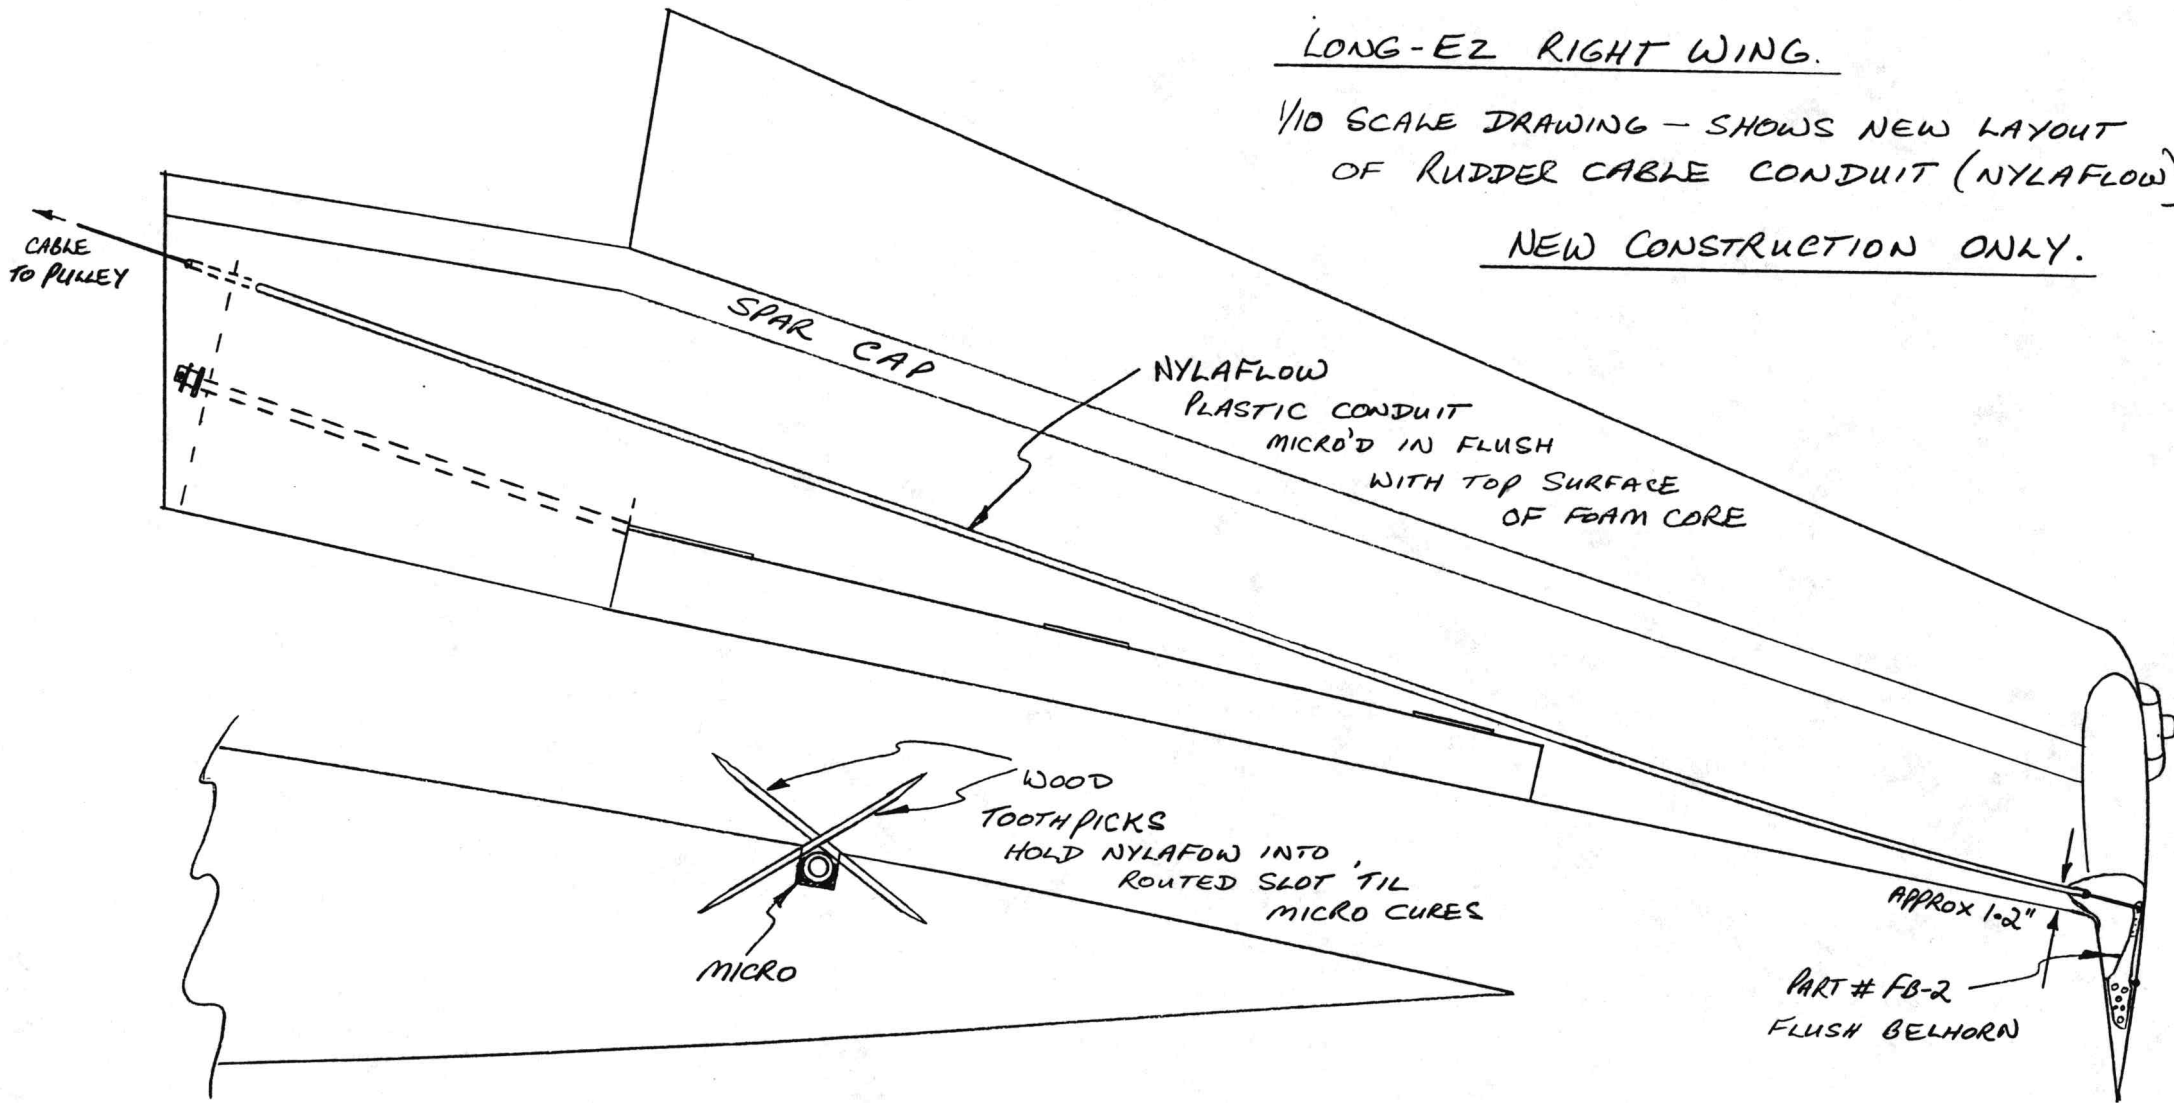 LONG-EZ RIGHT WING.
1/10 SCALE DRAWING — SHOWS NEW LAYOUT
OF RUDDER CABLE CONDUIT (NYLAFLOW)
NEW CONSTRUCTION ONLY.
CABLE
TO PULLEY
SPAR CAP
NYLAFLOW
PLASTIC CONDUIT
MICRO'D IN FLUSH
WITH TOP SURFACE
OF FOAM CORE
WOOD
TOOTHPICKS
HOLD NYLAFOW INTO
ROUTED SLOT 'TIL
MICRO CURES
MICRO
APPROX 1.2"
PART # FB-2
FLUSH BELHORN